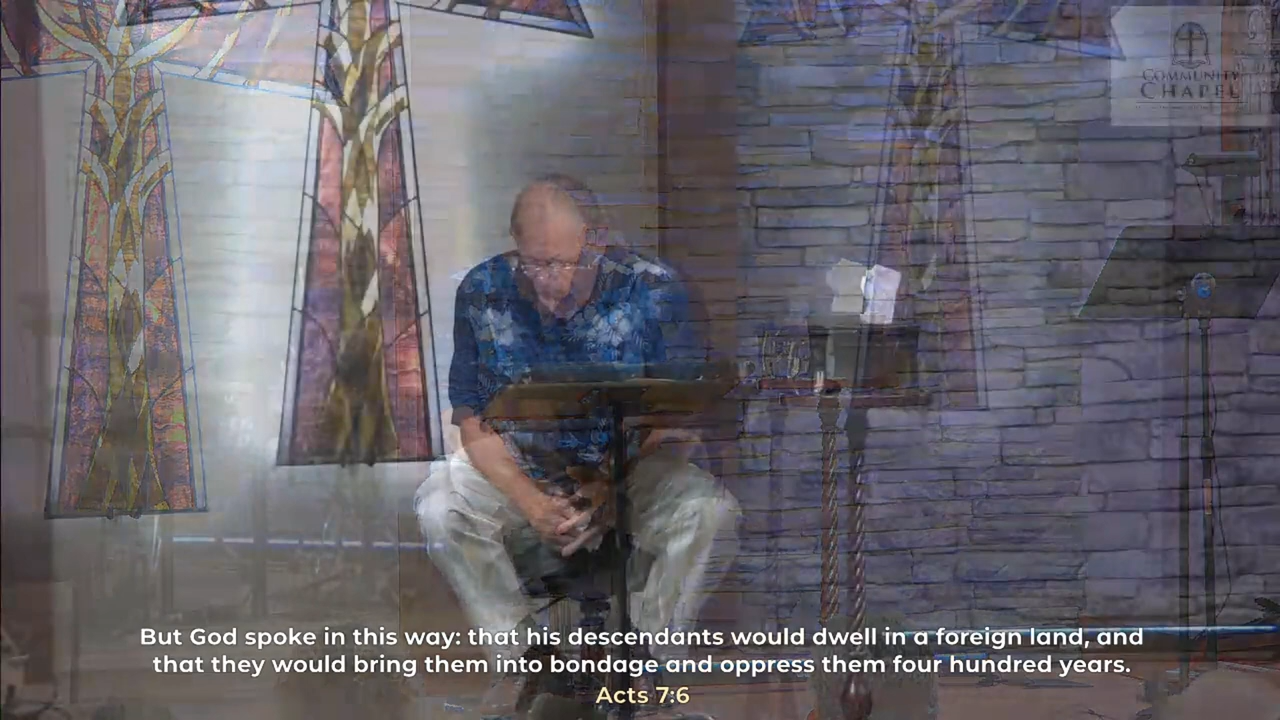 COMMUNITY
CHAPEL
But God spoke in this way: that his descendants would dwell in a foreign land, and
that they would bring them into bondage and oppress them four hundred years.
Acts 7:6